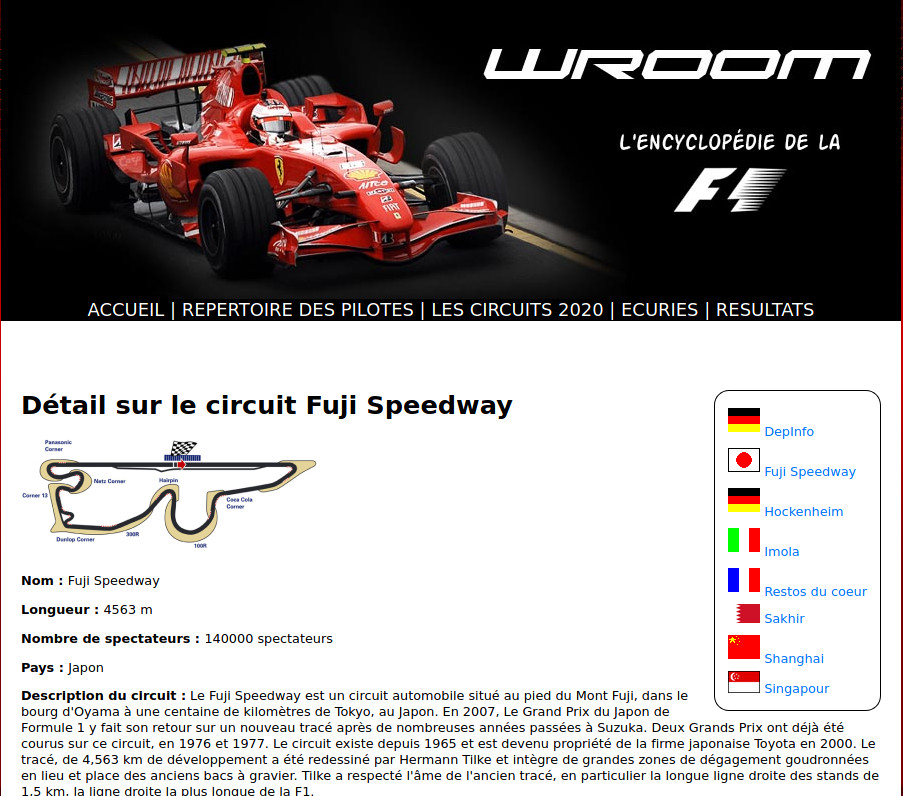 WROOM
L'ENCYCLOPÉDIE DE LA
F1
ACCUEIL | REPERTOIRE DES PILOTES | LES CIRCUITS 2020 | ECURIES | RESULTATS
Détail sur le circuit Fuji Speedway
Panasonic
Corner
Netz Corner
Hairpin
Corner 13
Coca Cola
Corner
300R
Dunlop Corner
100R
Nom : Fuji Speedway
Longueur : 4563 m
Nombre de spectateurs : 140000 spectateurs
Pays : Japon
Description du circuit : Le Fuji Speedway est un circuit automobile situé au pied du Mont Fuji, dans le
bourg d'Oyama à une centaine de kilomètres de Tokyo, au Japon. En 2007, Le Grand Prix du Japon de
Formule 1 y fait son retour sur un nouveau tracé après de nombreuses années passées à Suzuka. Deux Grands Prix ont déjà été
courus sur ce circuit, en 1976 et 1977. Le circuit existe depuis 1965 et est devenu propriété de la firme japonaise Toyota en 2000. Le
tracé, de 4,563 km de développement a été redessiné par Hermann Tilke et intègre de grandes zones de dégagement goudronnées
en lieu et place des anciens bacs à gravier. Tilke a respecté l'âme de l'ancien tracé, en particulier la longue ligne droite des stands de
1,5 km, la ligne droite la plus longue de la F1.
DepInfo
Fuji Speedway
Hockenheim
Imola
Restos du coeur
Sakhir
Shanghai
Singapour